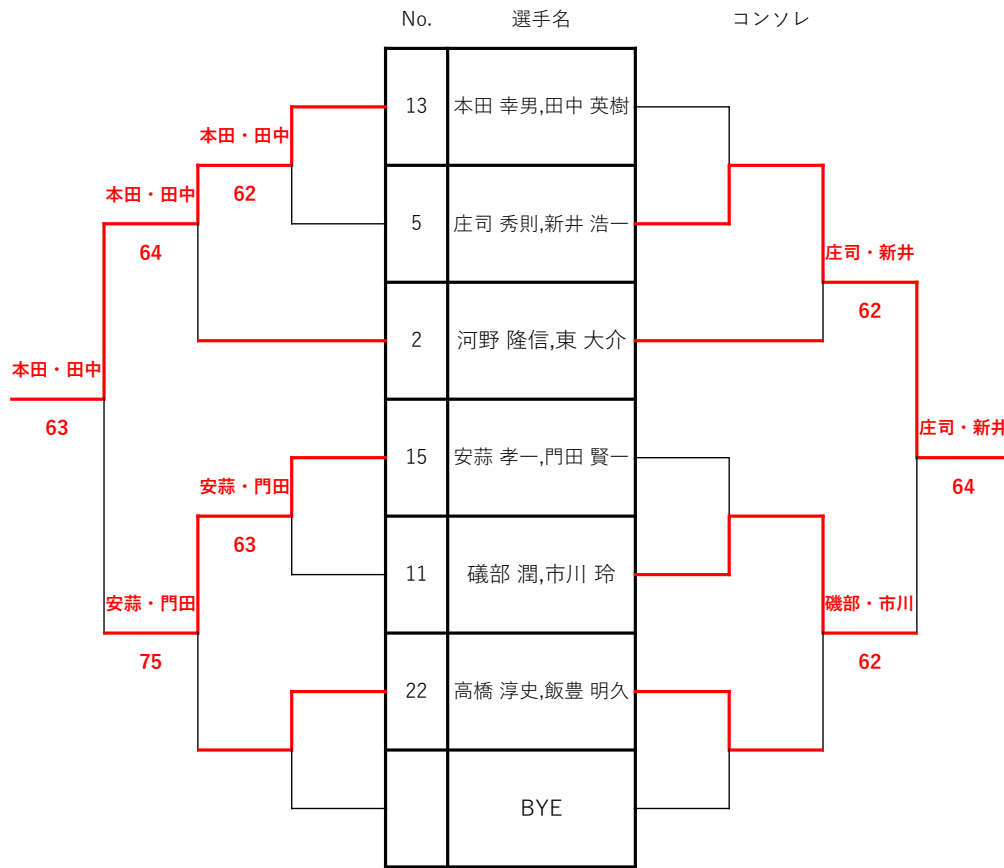 No. 選手名 コンソレ
13 本田 幸男,田中 英樹
本田・田中
本田・田中
62
5 庄司 秀則,新井 浩一
64
庄司・新井
62
2 河野 隆信,東 大介
本田・田中
63
庄司・新井
15 安蒜 孝一,門田 賢一
安蒜・門田
64
63
11 礒部 潤,市川 玲
安蒜・門田
磯部・市川
75
62
22 高橋 淳史,飯豊 明久
BYE